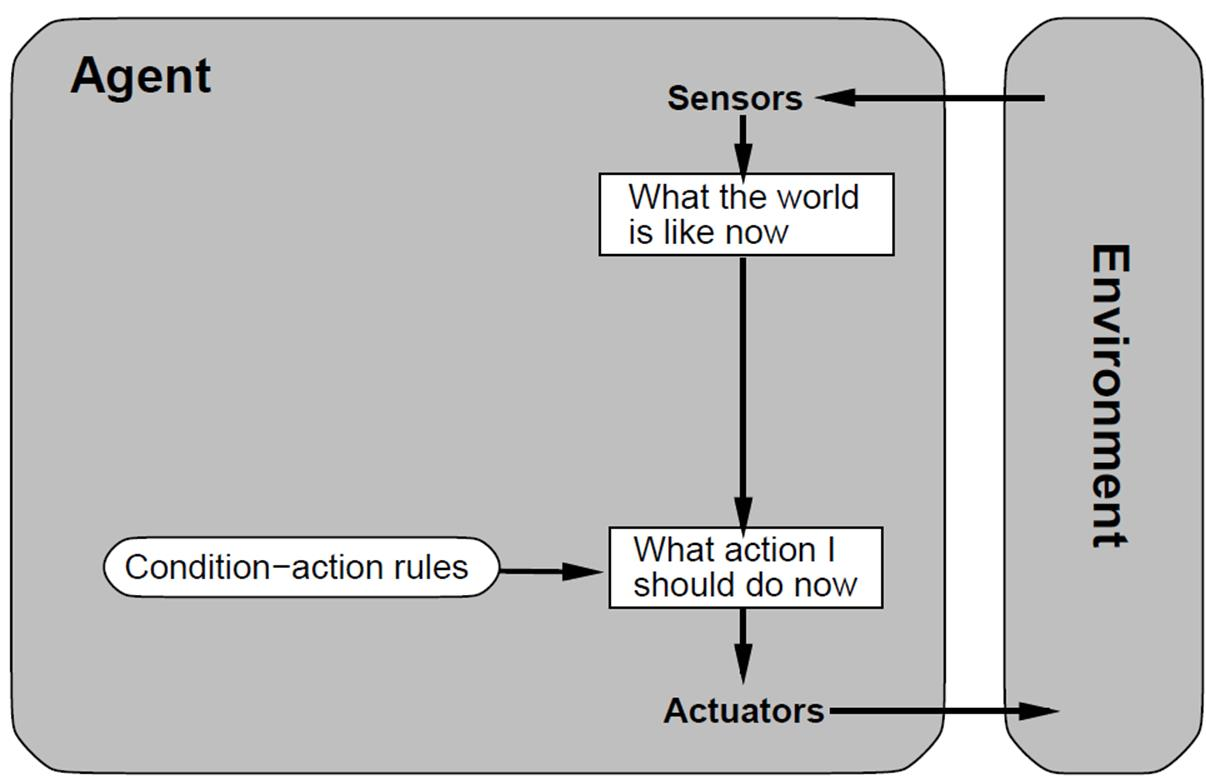 Agent
Sensors
What the world
is like now
Environment
Condition−action rules
What action I
should do now
Actuators